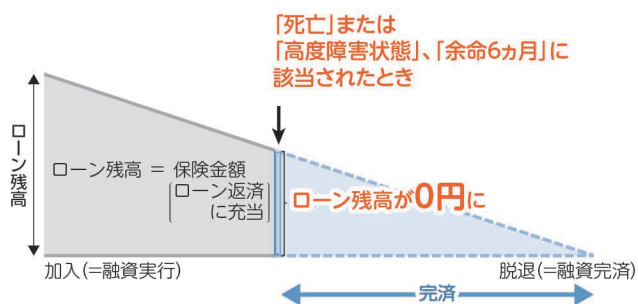 「死亡」または
「高度障害状態」、「余命6ヵ月」に
該当されたとき
ローン残高
ローン残高 = 保険金額
ローン返済
に充当
ローン残高が0円に
加入(=融資実行)
脱退(=融資完済)
完済